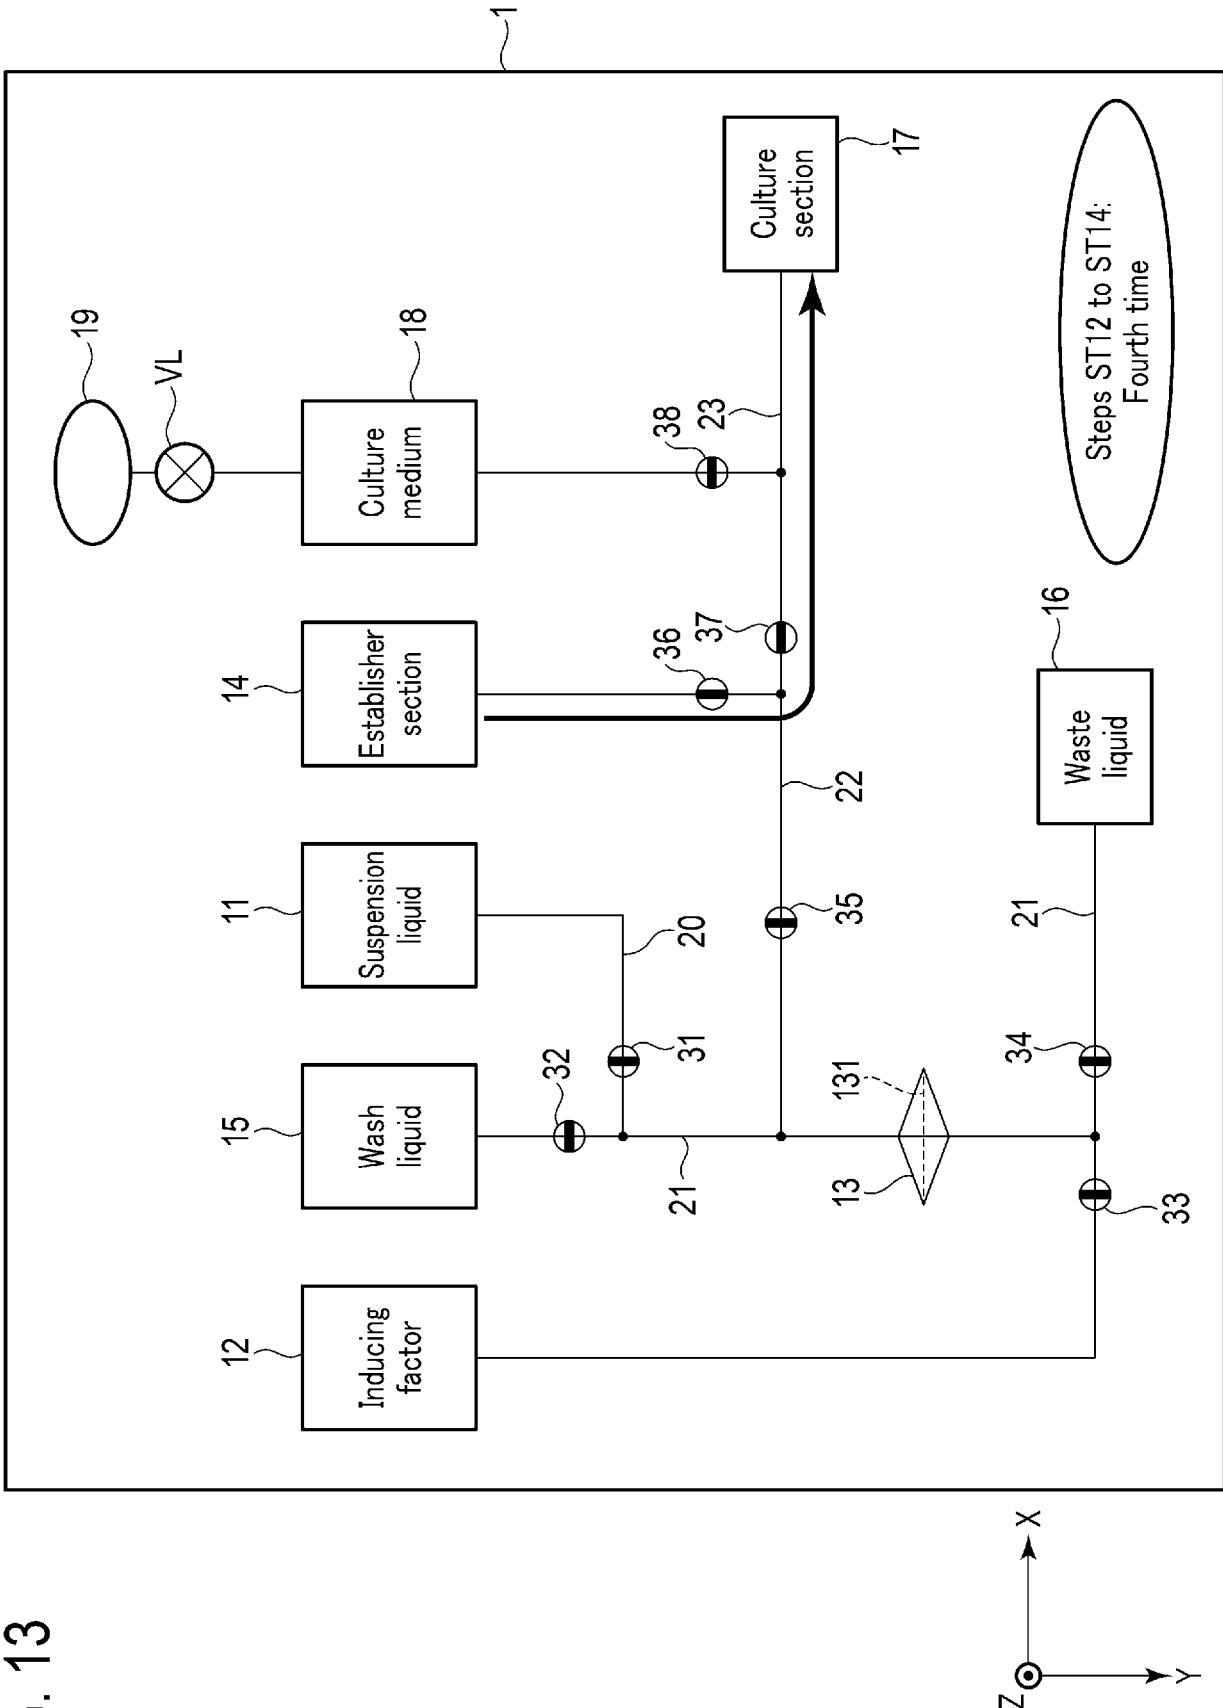 . 13
1
19
VL
18
Culture
medium
38
23
Culture
section
17
14
Establisher
section
36
37
22
11
Suspension
liquid
20
31
35
15
Wash
liquid
32
21
131
13
34
21
16
Waste
liquid
12
Inducing
factor
33
Steps ST12 to ST14:
Fourth time
X
Y
Z